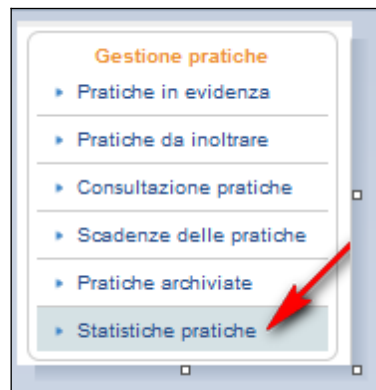 Gestione pratiche
Pratiche in evidenza
Pratiche da inoltrare
Consultazione pratiche
Scadenze delle pratiche
Pratiche archiviate
Statistiche pratiche